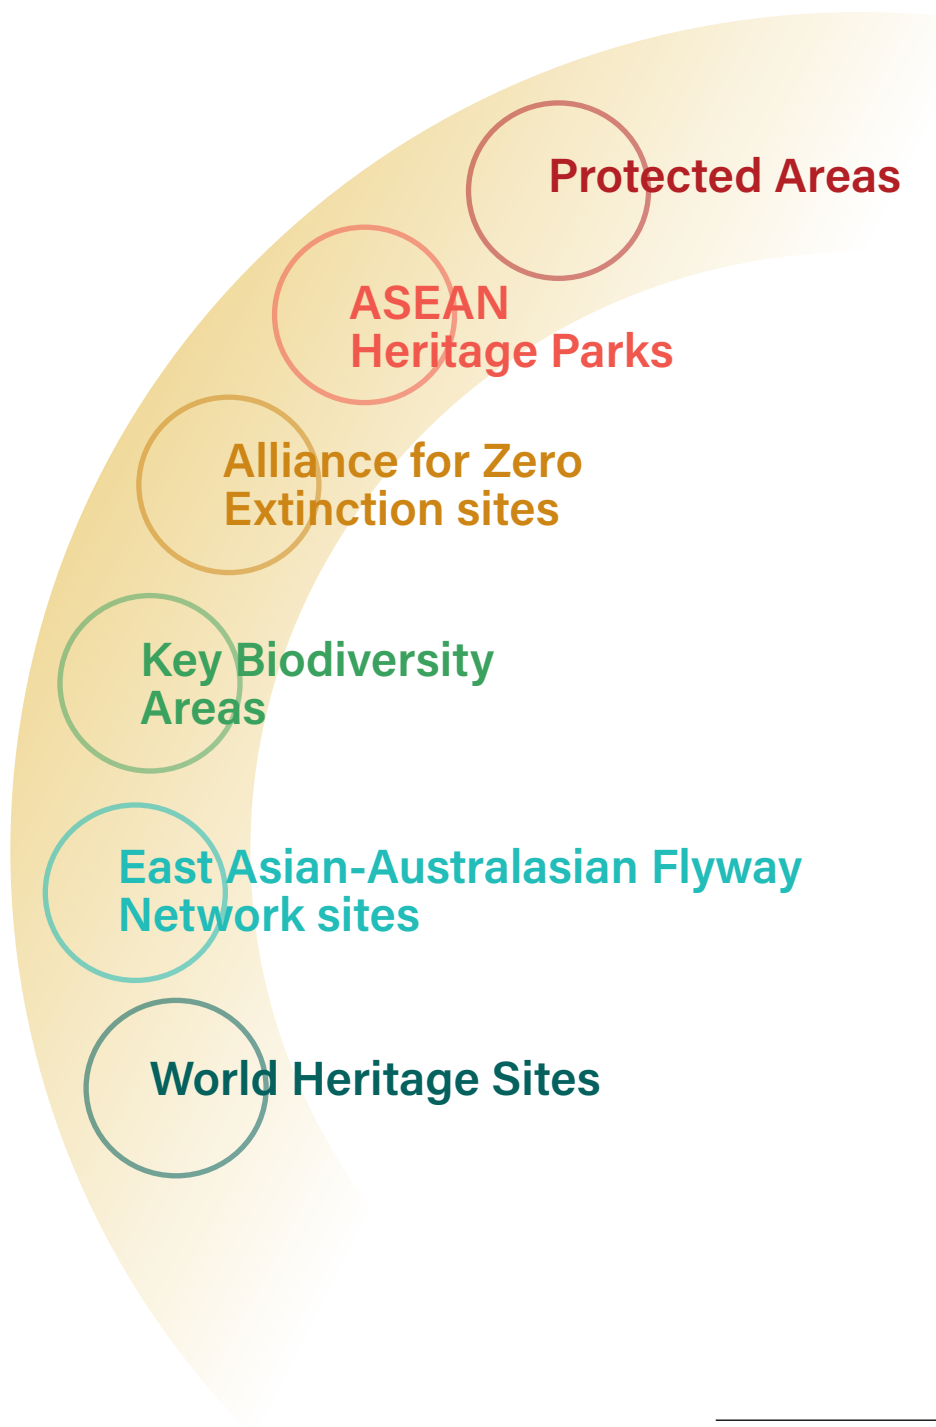 Protected Areas
ASEAN
Heritage Parks
Alliance for Zero
Extinction sites
Key Biodiversity
Areas
East Asian-Australasian Flyway
Network sites
World Heritage Sites